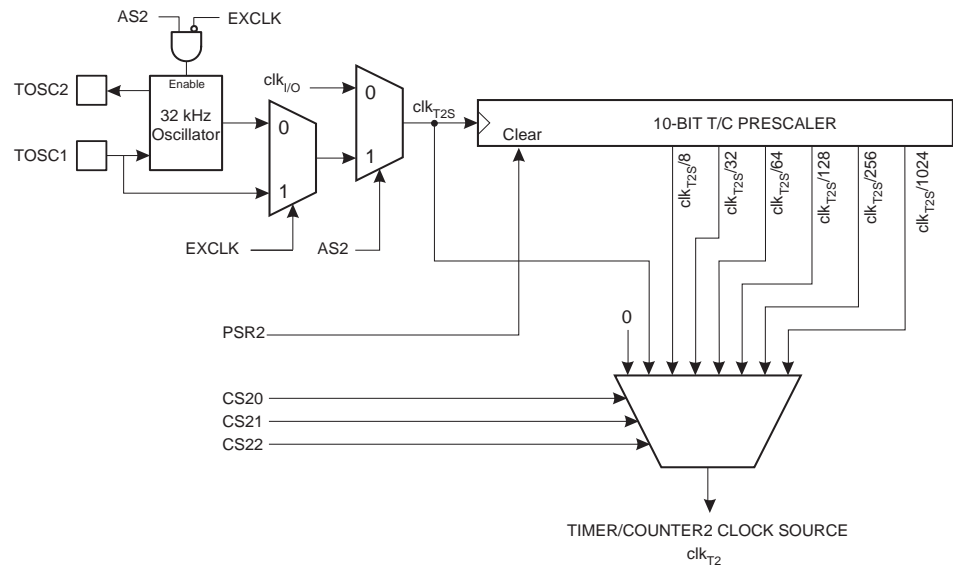 AS2
EXCLK
TOSC2
Enable
32 kHz
Oscillator
TOSC1
0
1
clkI/O
0
1
clkT2S
EXCLK
AS2
10-BIT T/C PRESCALER
Clear
clkT2S/8
clkT2S/32
clkT2S/64
clkT2S/128
clkT2S/256
clkT2S/1024
PSR2
0
CS20
CS21
CS22
TIMER/COUNTER2 CLOCK SOURCE
clkT2